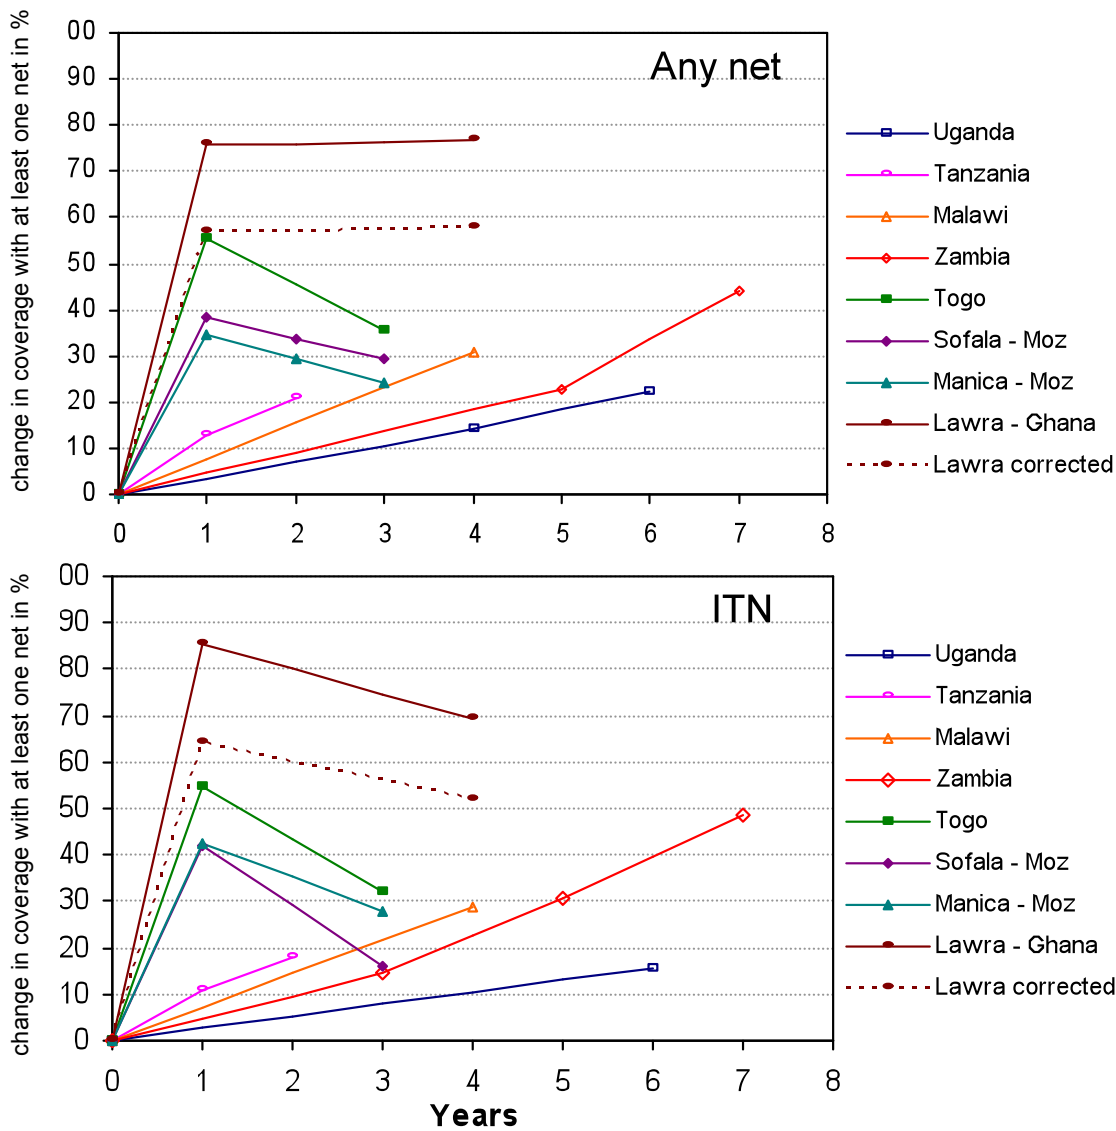 change in coverage with at least one net in %
00
90
80
70
60
50
40
30
20
10
0
Any net
0 1 2 3 4 5 6 7 8
Uganda
Tanzania
Malawi
Zambia
Togo
Sofala - Moz
Manica - Moz
Lawra - Ghana
Lawra corrected
change in coverage with at least one net in %
00
90
80
70
60
50
40
30
20
10
0
ITN
0 1 2 3 4 5 6 7 8
Years
Uganda
Tanzania
Malawi
Zambia
Togo
Sofala - Moz
Manica - Moz
Lawra - Ghana
Lawra corrected